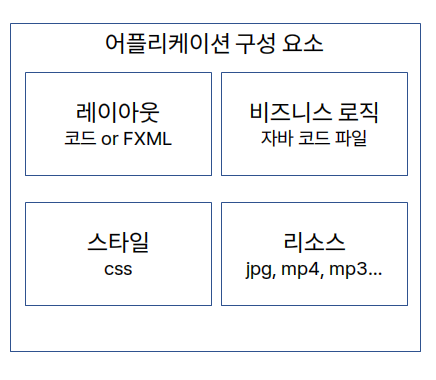 어플리케이션 구성 요소
레이아웃
코드 or FXML
비즈니스 로직
자바 코드 파일
스타일
css
리소스
jpg, mp4, mp3...